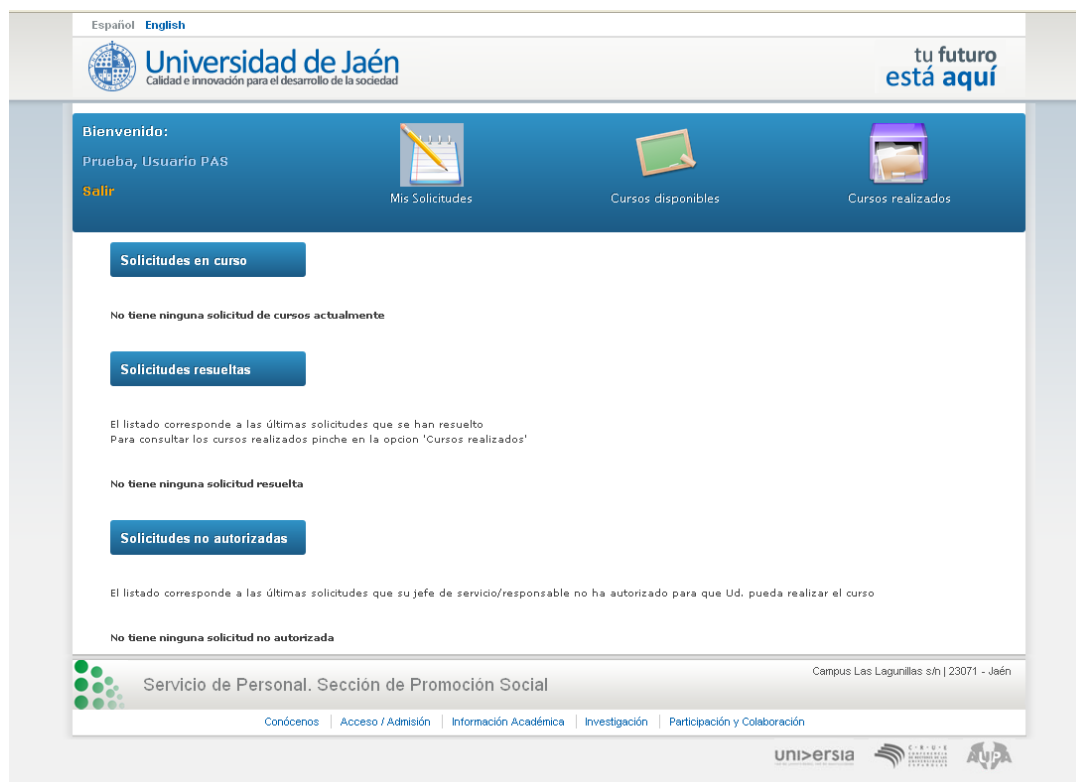 Español English
Universidad de Jaén
Calidad e innovación para el desarrollo de la sociedad
tu futuro
está aquí
Bienvenido:
Prueba, Usuario PAS
Salir
Mis Solicitudes
Cursos disponibles
Cursos realizados
Solicitudes en curso
No tiene ninguna solicitud de cursos actualmente
Solicitudes resueltas
El listado corresponde a las últimas solicitudes que se han resuelto
Para consultar los cursos realizados pinche en la opcion 'Cursos realizados'
No tiene ninguna solicitud resuelta
Solicitudes no autorizadas
El listado corresponde a las últimas solicitudes que su jefe de servicio/responsable no ha autorizado para que Ud. pueda realizar el curso
No tiene ninguna solicitud no autorizada
Servicio de Personal. Sección de Promoción Social
Campus Las Lagunillas s/n | 23071 - Jaén
Conócenos | Acceso / Admisión | Información Académica | Investigación | Participación y Colaboración
uni>ersia
C·R·U·E
AUPA